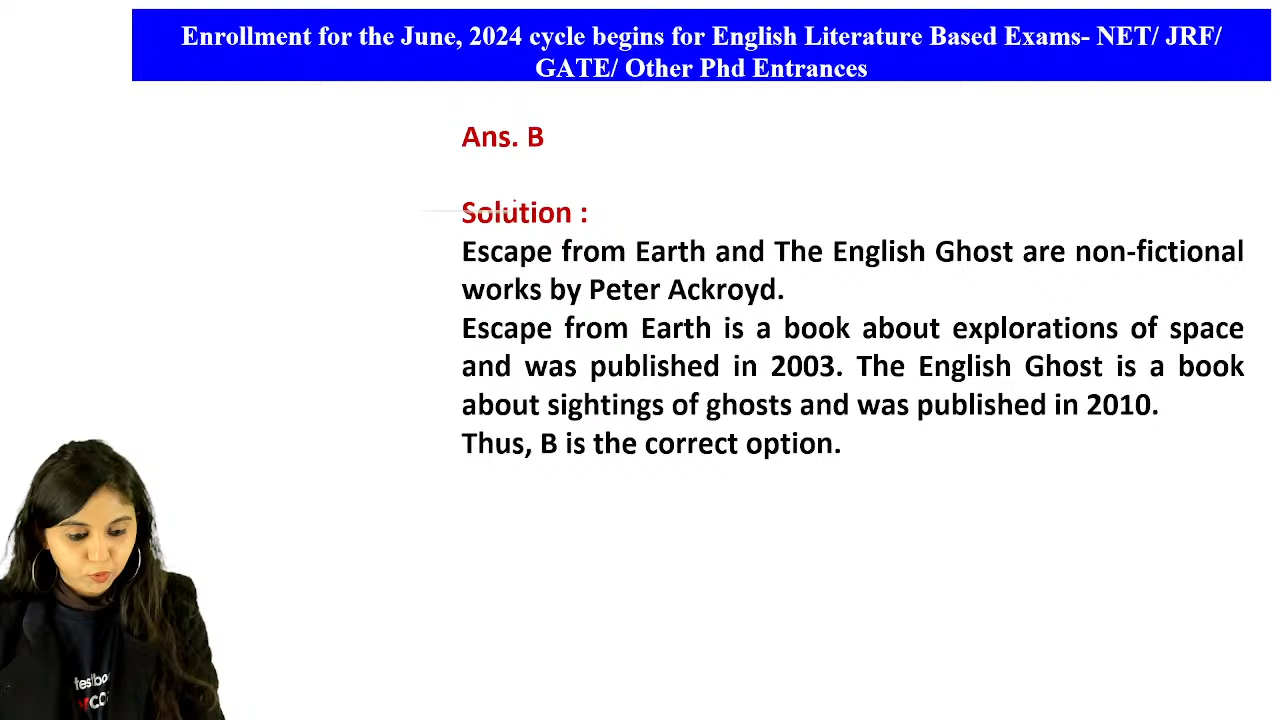 Enrollment for the June, 2024 cycle begins for English Literature Based Exams- NET/ JRF/
GATE/ Other Phd Entrances
Ans. B
Solution :
Escape from Earth and The English Ghost are non-fictional
works by Peter Ackroyd.
Escape from Earth is a book about explorations of space
and was published in 2003. The English Ghost is a book
about sightings of ghosts and was published in 2010.
Thus, B is the correct option.